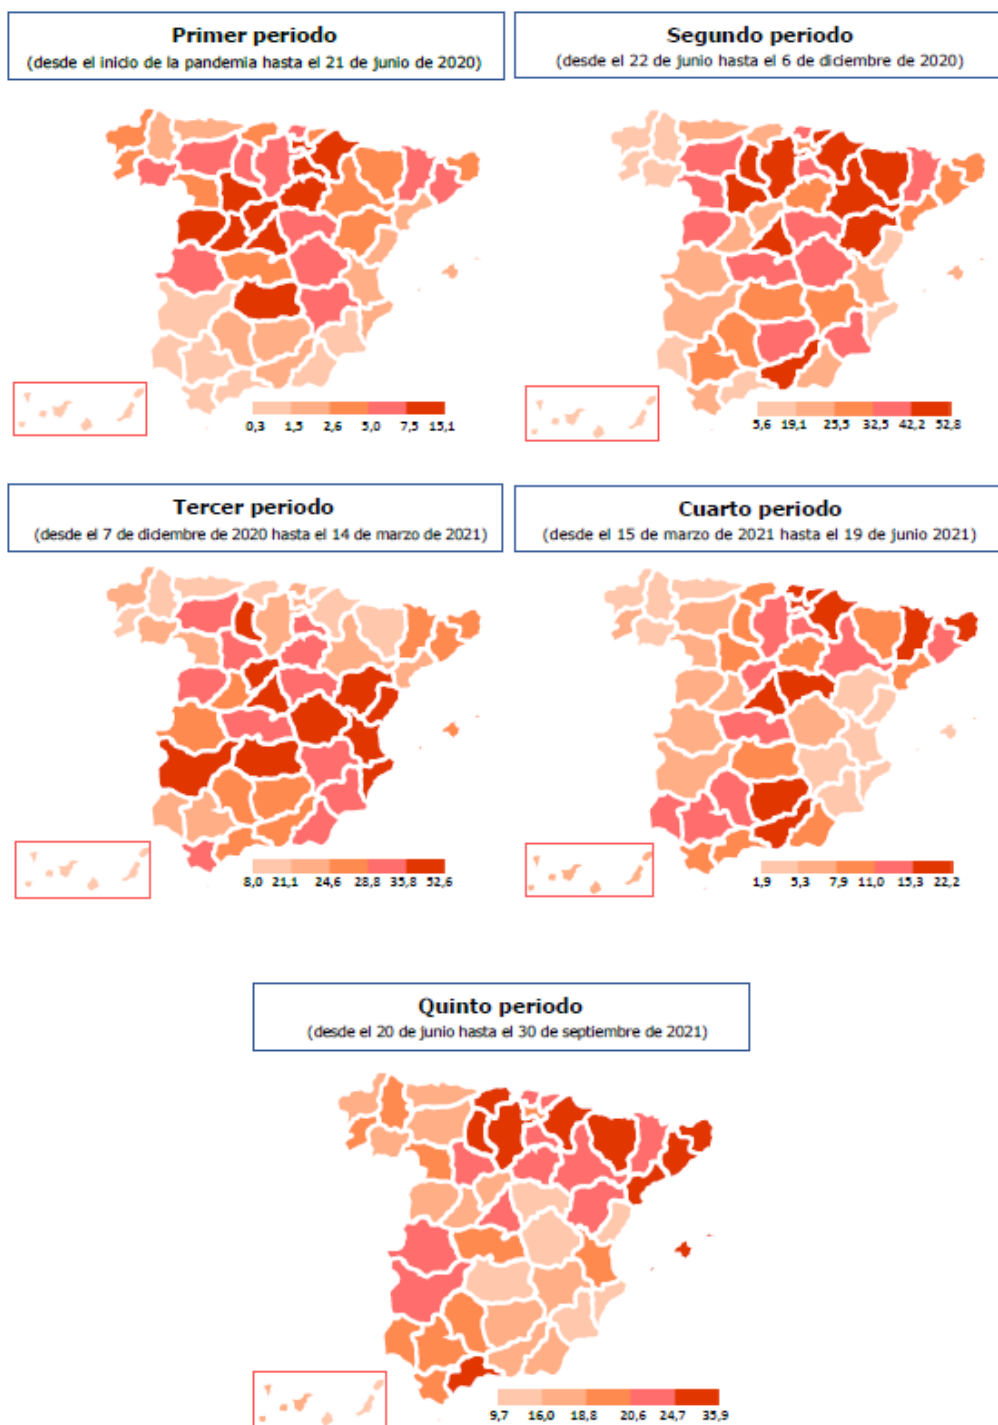 Primer periodo
(desde el inicio de la pandemia hasta el 21 de junio de 2020)
Segundo periodo
(desde el 22 de junio hasta el 6 de diciembre de 2020)
0,3 1,5 2,6 5,0 7,5 15,1
5,6 19,1 25,5 32,5 42,2 52,8
Tercer periodo
(desde el 7 de diciembre de 2020 hasta el 14 de marzo de 2021)
Cuarto periodo
(desde el 15 de marzo de 2021 hasta el 19 de junio 2021)
8,0 21,1 24,6 28,8 35,8 52,6
1,9 5,3 7,9 11,0 15,3 22,2
Quinto periodo
(desde el 20 de junio hasta el 30 de septiembre de 2021)
9,7 16,0 18,8 20,6 24,7 35,9